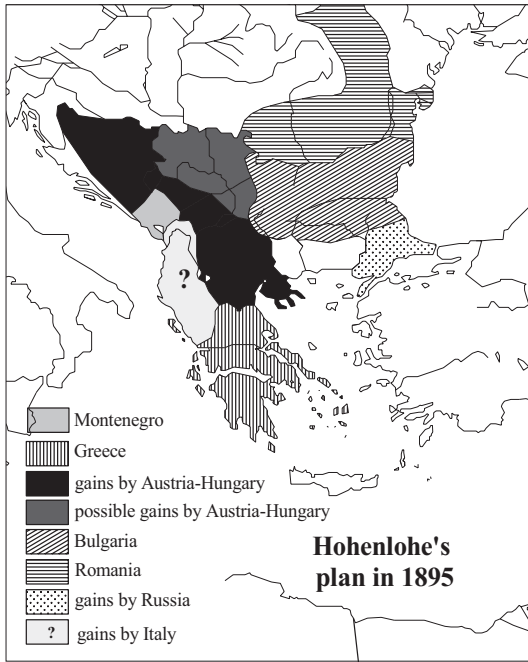 ?
Montenegro
Greece
gains by Austria-Hungary
possible gains by Austria-Hungary
Bulgaria
Romania
gains by Russia
? gains by Italy
Hohenlohe's
plan in 1895